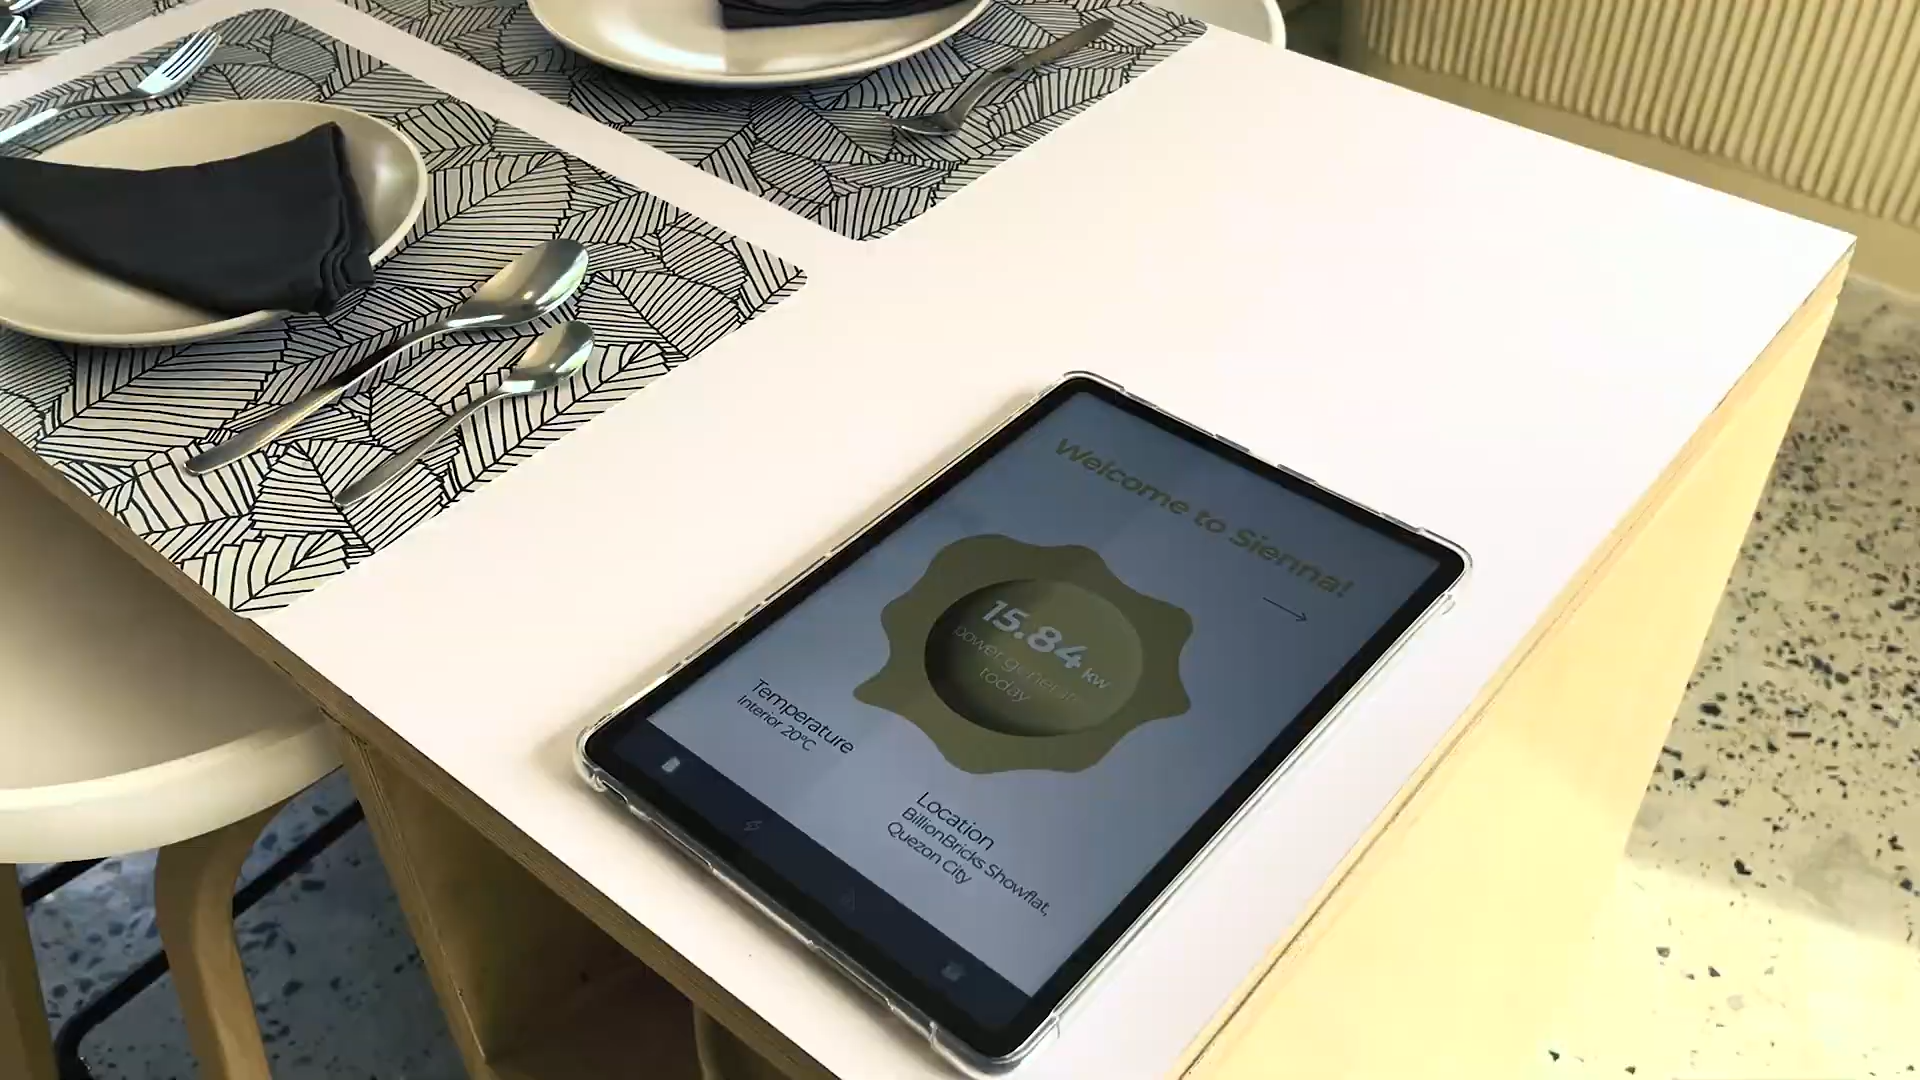 Welcome to Sienna!
15.84 kw
power generated
today
Temperature
Interior 20°C
Location
BillionBricks Showflat,
Quezon City